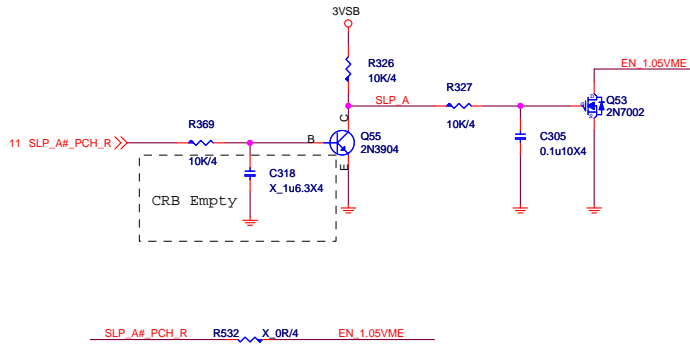 3VSB
R326
10K/4
EN_1.05VME
R327
SLP_A
10K/4
Q53
2N7002
C
R369
11 SLP_A#_PCH_R
10K/4
B
Q55
2N3904
E
C305
0.1u10X4
C318
X_1u6.3X4
CRB Empty
SLP_A#_PCH_R R532 X_0R/4 EN_1.05VME